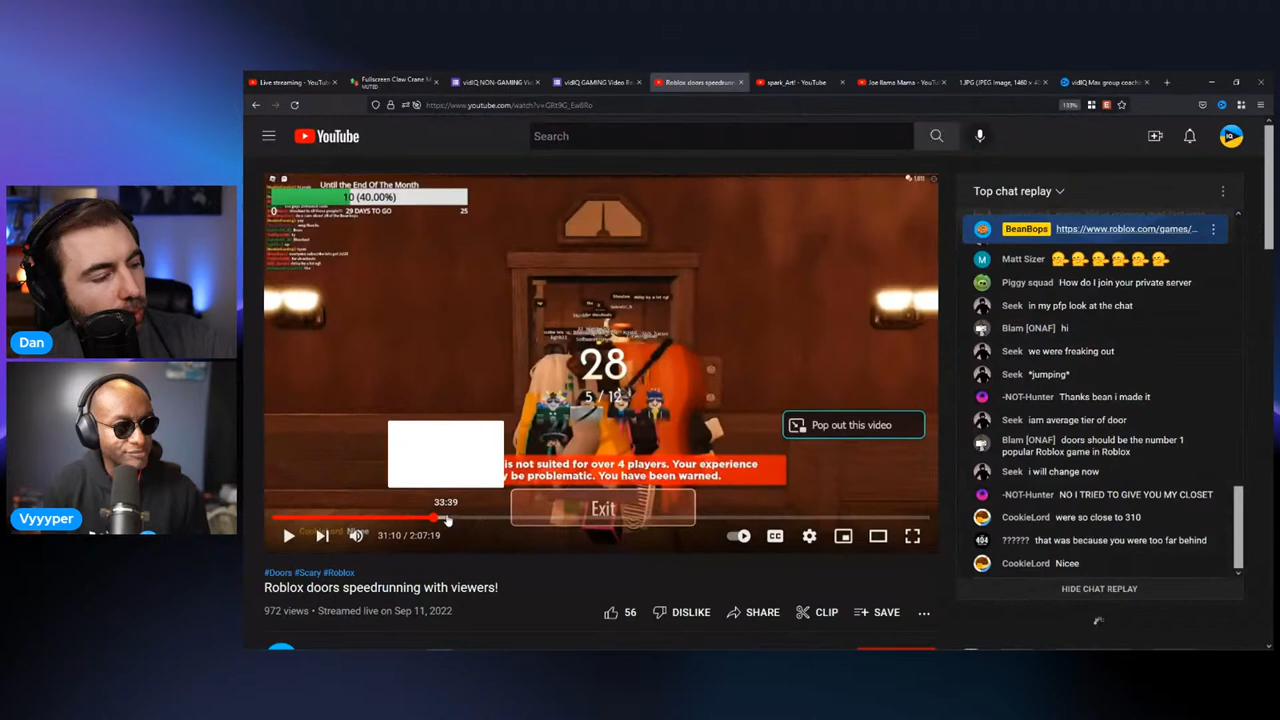 Live streaming - YouTub
Fullscreen Claw Crane M
MUTED
vidIQ NON-GAMING Vi
vidIQ GAMING Video Re
Roblox doors speedrunn
spark_Art! - YouTube
Joe llama Mama - YouTu
1.JPG (JPEG Image, 1460 × 4
vidIQ Max group coachi
https://www.youtube.com/watch?v=GRt9G_Ew8Ro
133%
YouTube
Search
Until the End Of The Month
10 (40.00%)
0
29 DAYS TO GO
25
28
5 / 12
Pop out this video
is not suited for over 4 players. Your experience
y be problematic. You have been warned.
33:39
Exit
31:10 / 2:07:19
#Doors #Scary #Roblox
Roblox doors speedrunning with viewers!
972 views • Streamed live on Sep 11, 2022
56
DISLIKE
SHARE
CLIP
SAVE
Top chat replay
BeanBops https://www.roblox.com/games/...
Matt Sizer
Piggy squad How do I join your private server
Seek in my pfp look at the chat
Blam [ONAF] hi
Seek we were freaking out
Seek *jumping*
-NOT-Hunter Thanks bean i made it
Seek iam average tier of door
Blam [ONAF] doors should be the number 1
popular Roblox game in Roblox
Seek i will change now
-NOT-Hunter NO I TRIED TO GIVE YOU MY CLOSET
CookieLord were so close to 310
?????? that was because you were too far behind
CookieLord Nicee
HIDE CHAT REPLAY
Dan
Vyyyper